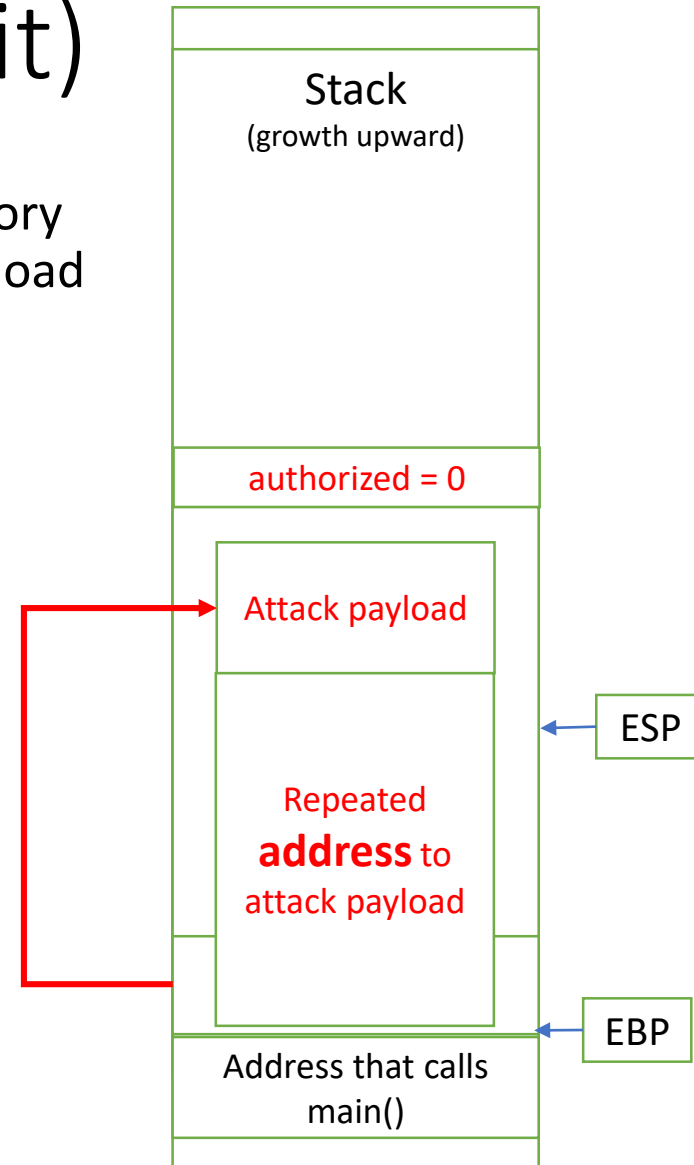 it)
ory
oad
Stack
(growth upward)
authorized = 0
Attack payload
ESP
Repeated
address to
attack payload
EBP
Address that calls
main()